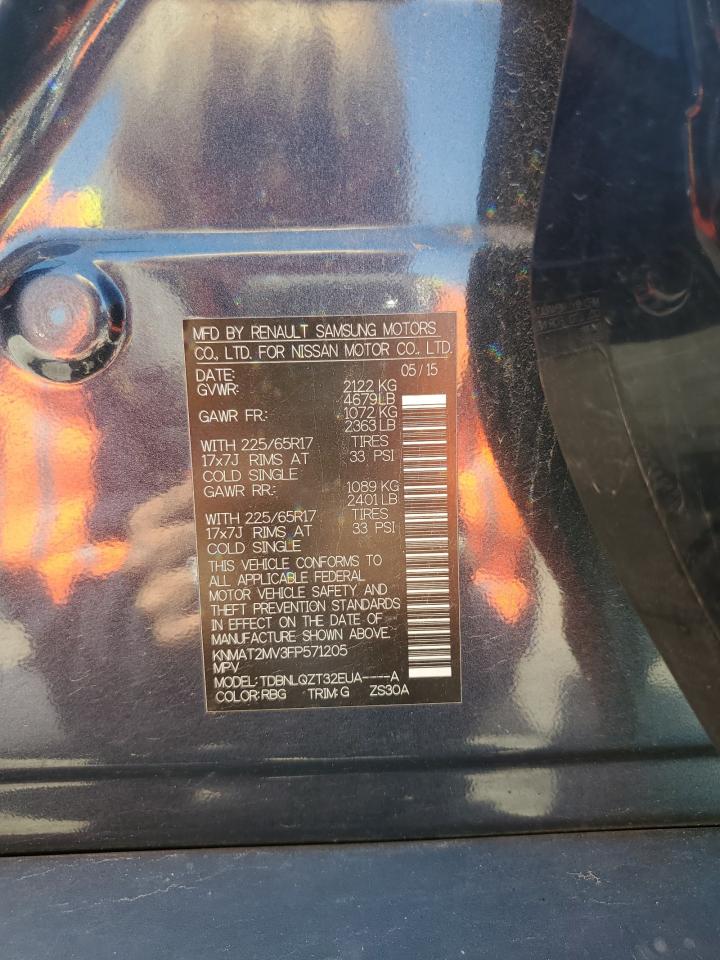 MFD BY RENAULT SAMSUNG MOTORS
CO., LTD. FOR NISSAN MOTOR CO., LTD.
DATE: 05/15
GVWR: 2122 KG
4679LB
GAWR FR: 1072 KG
2363 LB
WITH 225/65R17 TIRES
17x7J RIMS AT 33 PSI
COLD SINGLE
GAWR RR: 1089 KG
2401 LB
WITH 225/65R17 TIRES
17x7J RIMS AT 33 PSI
COLD SINGLE
THIS VEHICLE CONFORMS TO
ALL APPLICABLE FEDERAL
MOTOR VEHICLE SAFETY AND
THEFT PREVENTION STANDARDS
IN EFFECT ON THE DATE OF
MANUFACTURE SHOWN ABOVE.
KNMAT2MV3FP571205
MPV
MODEL: TDBNLQZT32EUA----A
COLOR:RBG TRIM: G ZS30A